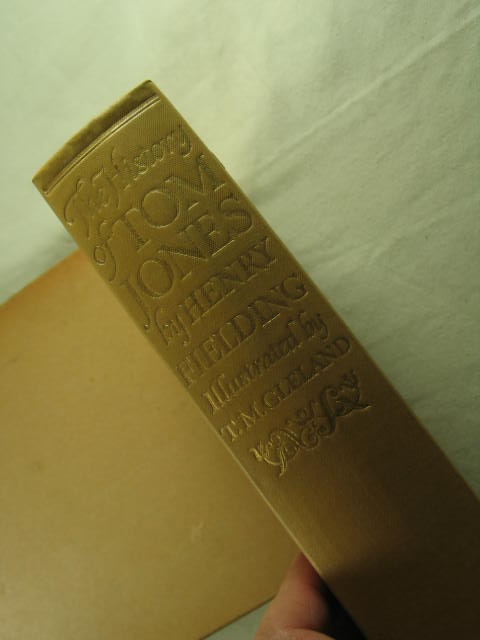 The History
of TOM
JONES
by HENRY
FIELDING
Illustrated by
T. M. CLELAND